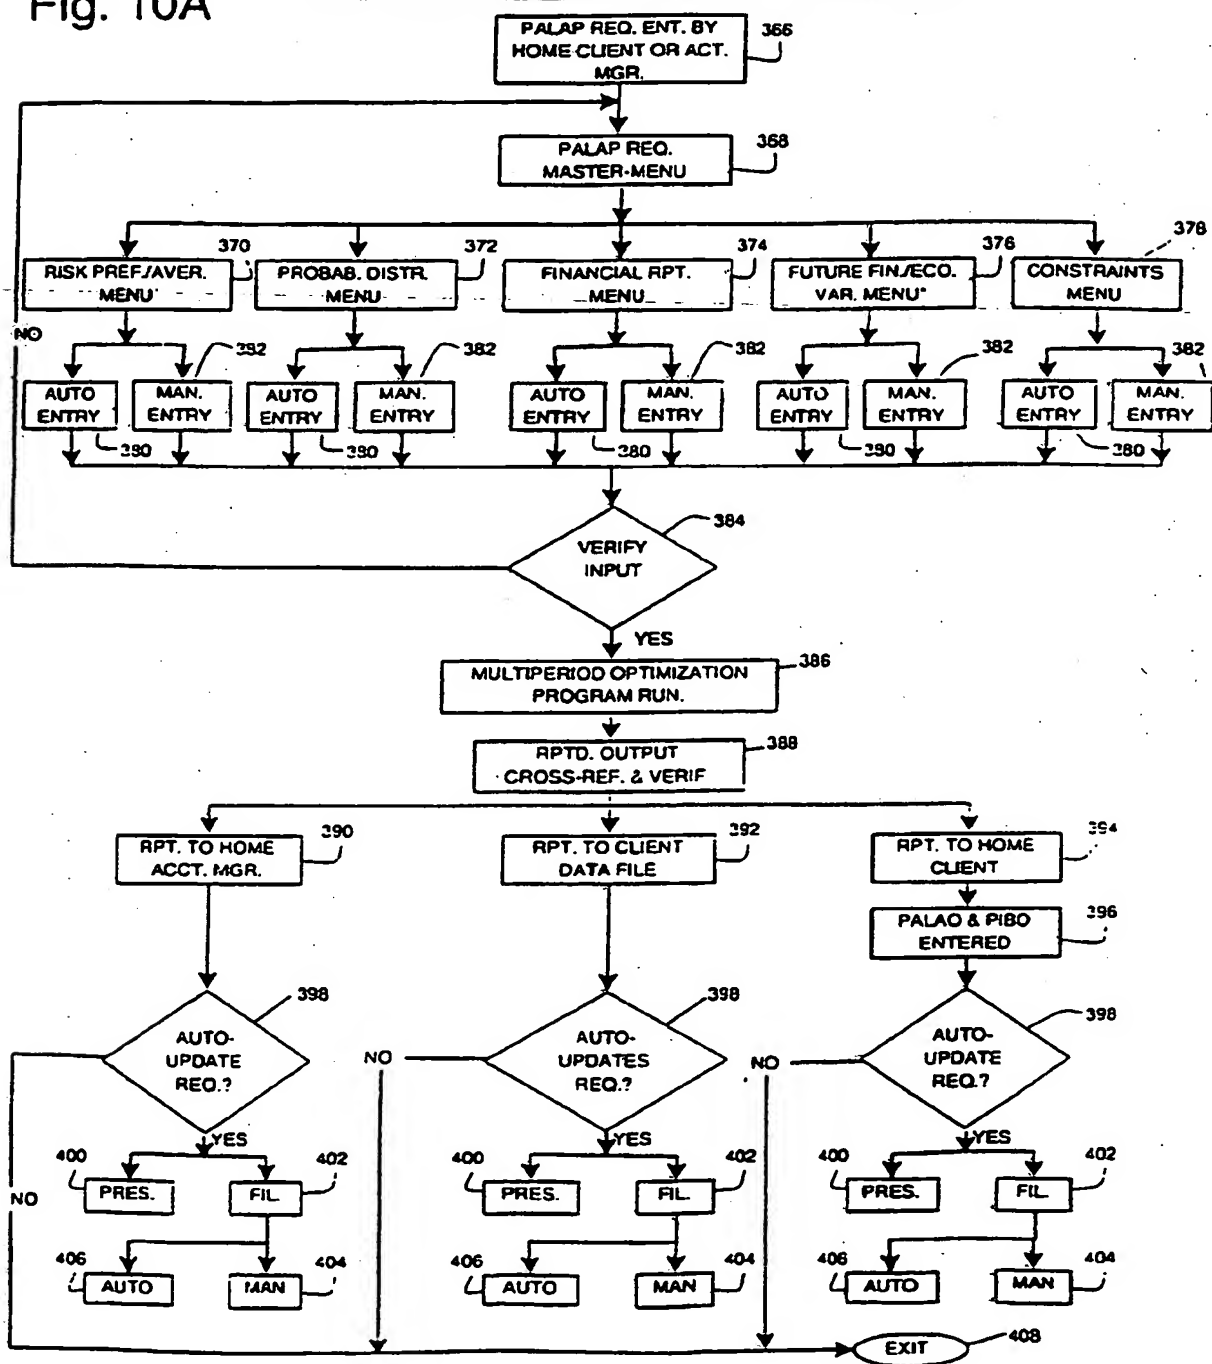 Fig. 10A
PALAP REQ. ENT. BY
HOME CLIENT OR ACT.
MGR.
366
PALAP REQ.
MASTER-MENU
368
370
372
374
376
378
RISK PREF./AVER.
MENU
PROBAB. DISTR.
MENU
FINANCIAL RPT.
MENU
FUTURE FIN./ECO.
VAR. MENU"
CONSTRAINTS
MENU
NO
382
382
382
382
382
AUTO
ENTRY
MAN.
ENTRY
AUTO
ENTRY
MAN.
ENTRY
AUTO
ENTRY
MAN.
ENTRY
AUTO
ENTRY
MAN.
ENTRY
AUTO
ENTRY
MAN.
ENTRY
380
380
380
380
380
384
VERIFY
INPUT
YES
386
MULTIPERIOD OPTIMIZATION
PROGRAM RUN.
388
RPTD. OUTPUT
CROSS-REF. & VERIF
390
RPT. TO HOME
ACCT. MGR.
392
RPT. TO CLIENT
DATA FILE
394
RPT. TO HOME
CLIENT
396
PALAO & PIBO
ENTERED
398
AUTO-
UPDATE
REQ.?
398
AUTO-
UPDATES
REQ.?
398
AUTO-
UPDATE
REQ.?
NO
NO
YES
YES
YES
NO
400
PRES.
402
FIL.
400
PRES.
402
FIL.
400
PRES.
402
FIL.
406
AUTO
404
MAN
406
AUTO
404
MAN
406
AUTO
404
MAN
EXIT
408